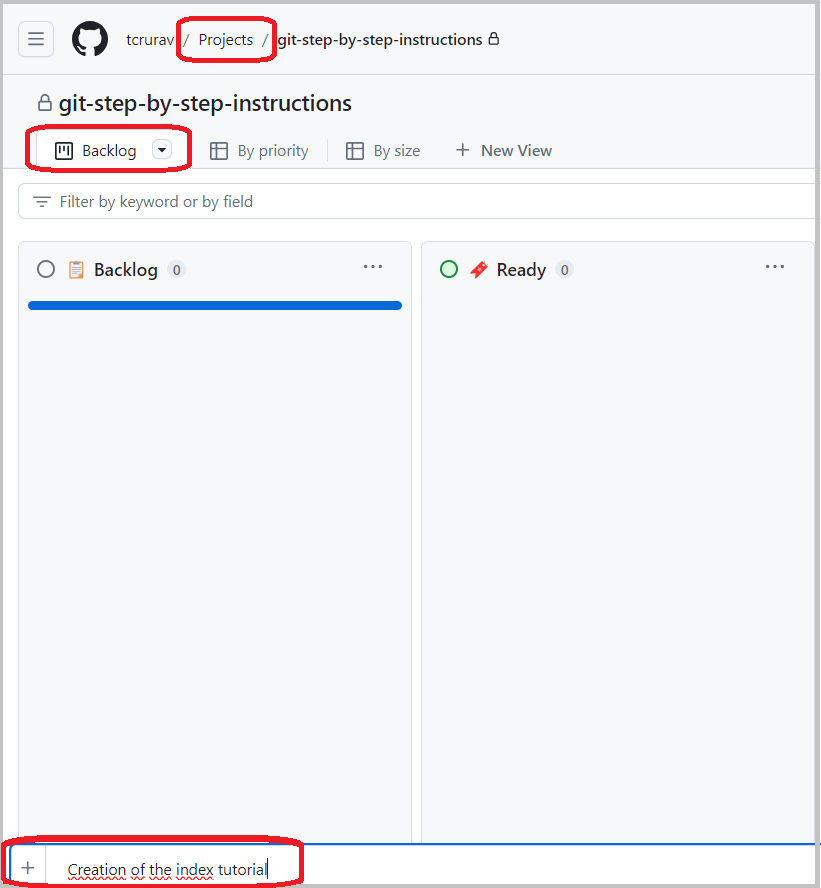 tcrurav / Projects / git-step-by-step-instructions
git-step-by-step-instructions
Backlog By priority By size + New View
Filter by keyword or by field
Backlog 0 ...
Ready 0 ...
+ Creation of the index tutorial